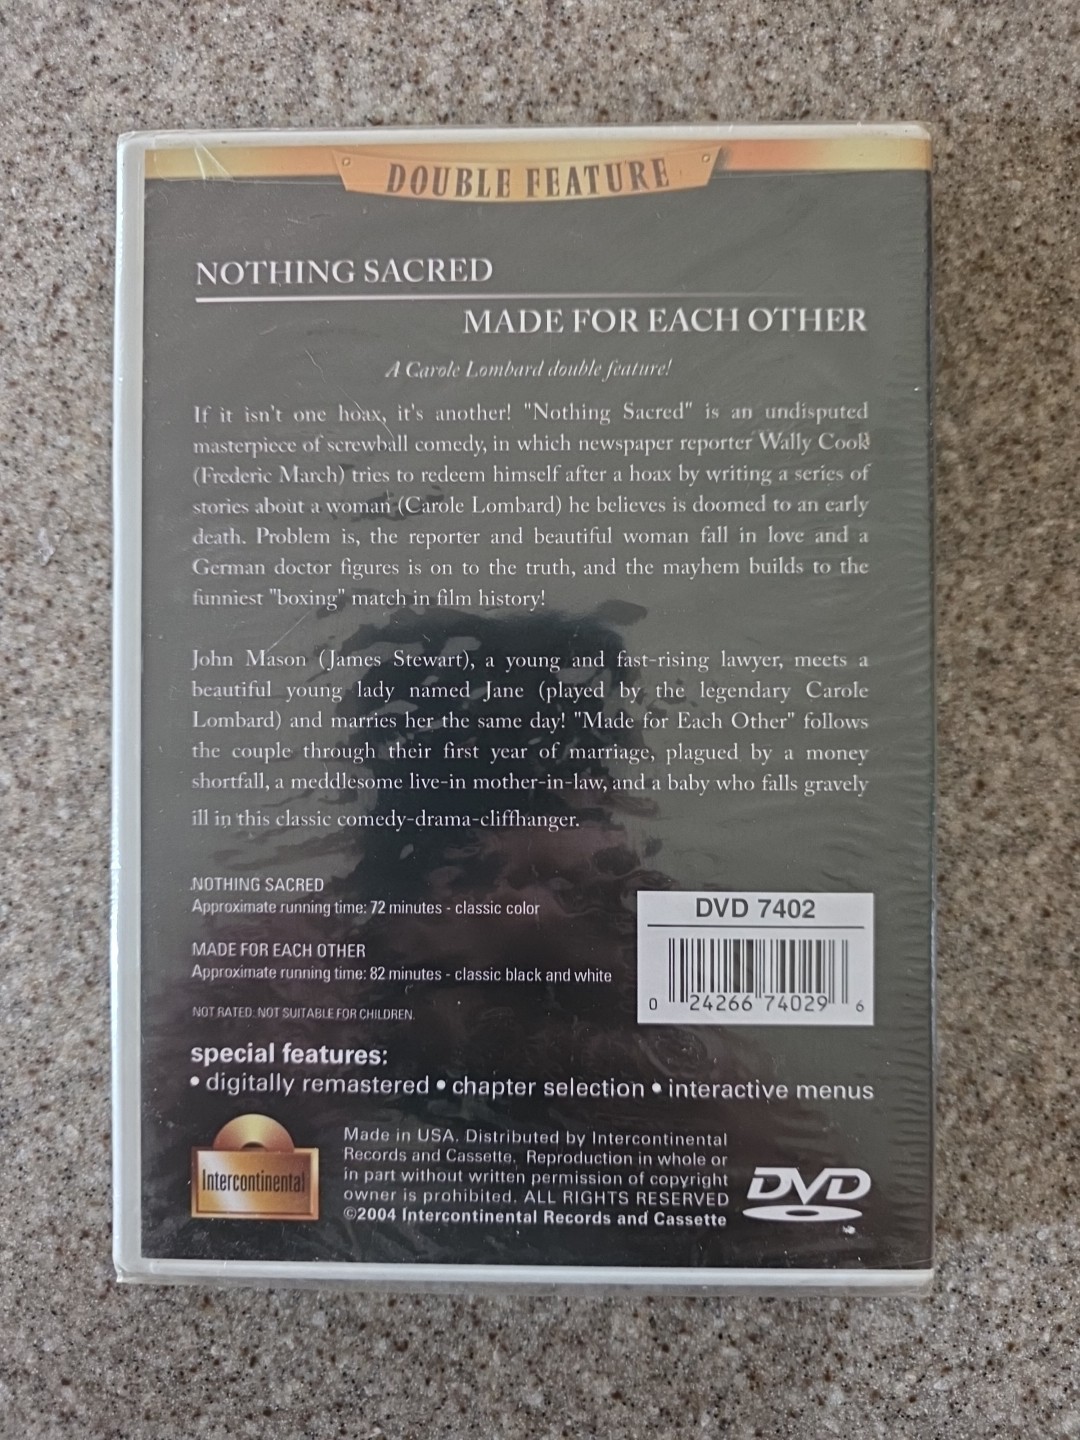 DOUBLE FEATURE
NOTHING SACRED
MADE FOR EACH OTHER
A Carole Lombard double feature!
If it isn't one hoax, it's another! "Nothing Sacred" is an undisputed
masterpiece of screwball comedy, in which newspaper reporter Wally Cook
(Frederic March) tries to redeem himself after a hoax by writing a series of
stories about a woman (Carole Lombard) he believes is doomed to an early
death. Problem is, the reporter and beautiful woman fall in love and a
German doctor figures is on to the truth, and the mayhem builds to the
funniest "boxing" match in film history!
John Mason (James Stewart), a young and fast-rising lawyer, meets a
beautiful young lady named Jane (played by the legendary Carole
Lombard) and marries her the same day! "Made for Each Other" follows
the couple through their first year of marriage, plagued by a money
shortfall, a meddlesome live-in mother-in-law, and a baby who falls gravely
ill in this classic comedy-drama-cliffhanger.
NOTHING SACRED
Approximate running time: 72 minutes - classic color
MADE FOR EACH OTHER
Approximate running time: 82 minutes - classic black and white
NOT RATED. NOT SUITABLE FOR CHILDREN.
DVD 7402
0 24266 74029 6
special features:
• digitally remastered • chapter selection • interactive menus
Intercontinental
Made in USA. Distributed by Intercontinental
Records and Cassette. Reproduction in whole or
in part without written permission of copyright
owner is prohibited. ALL RIGHTS RESERVED
©2004 Intercontinental Records and Cassette
DVD